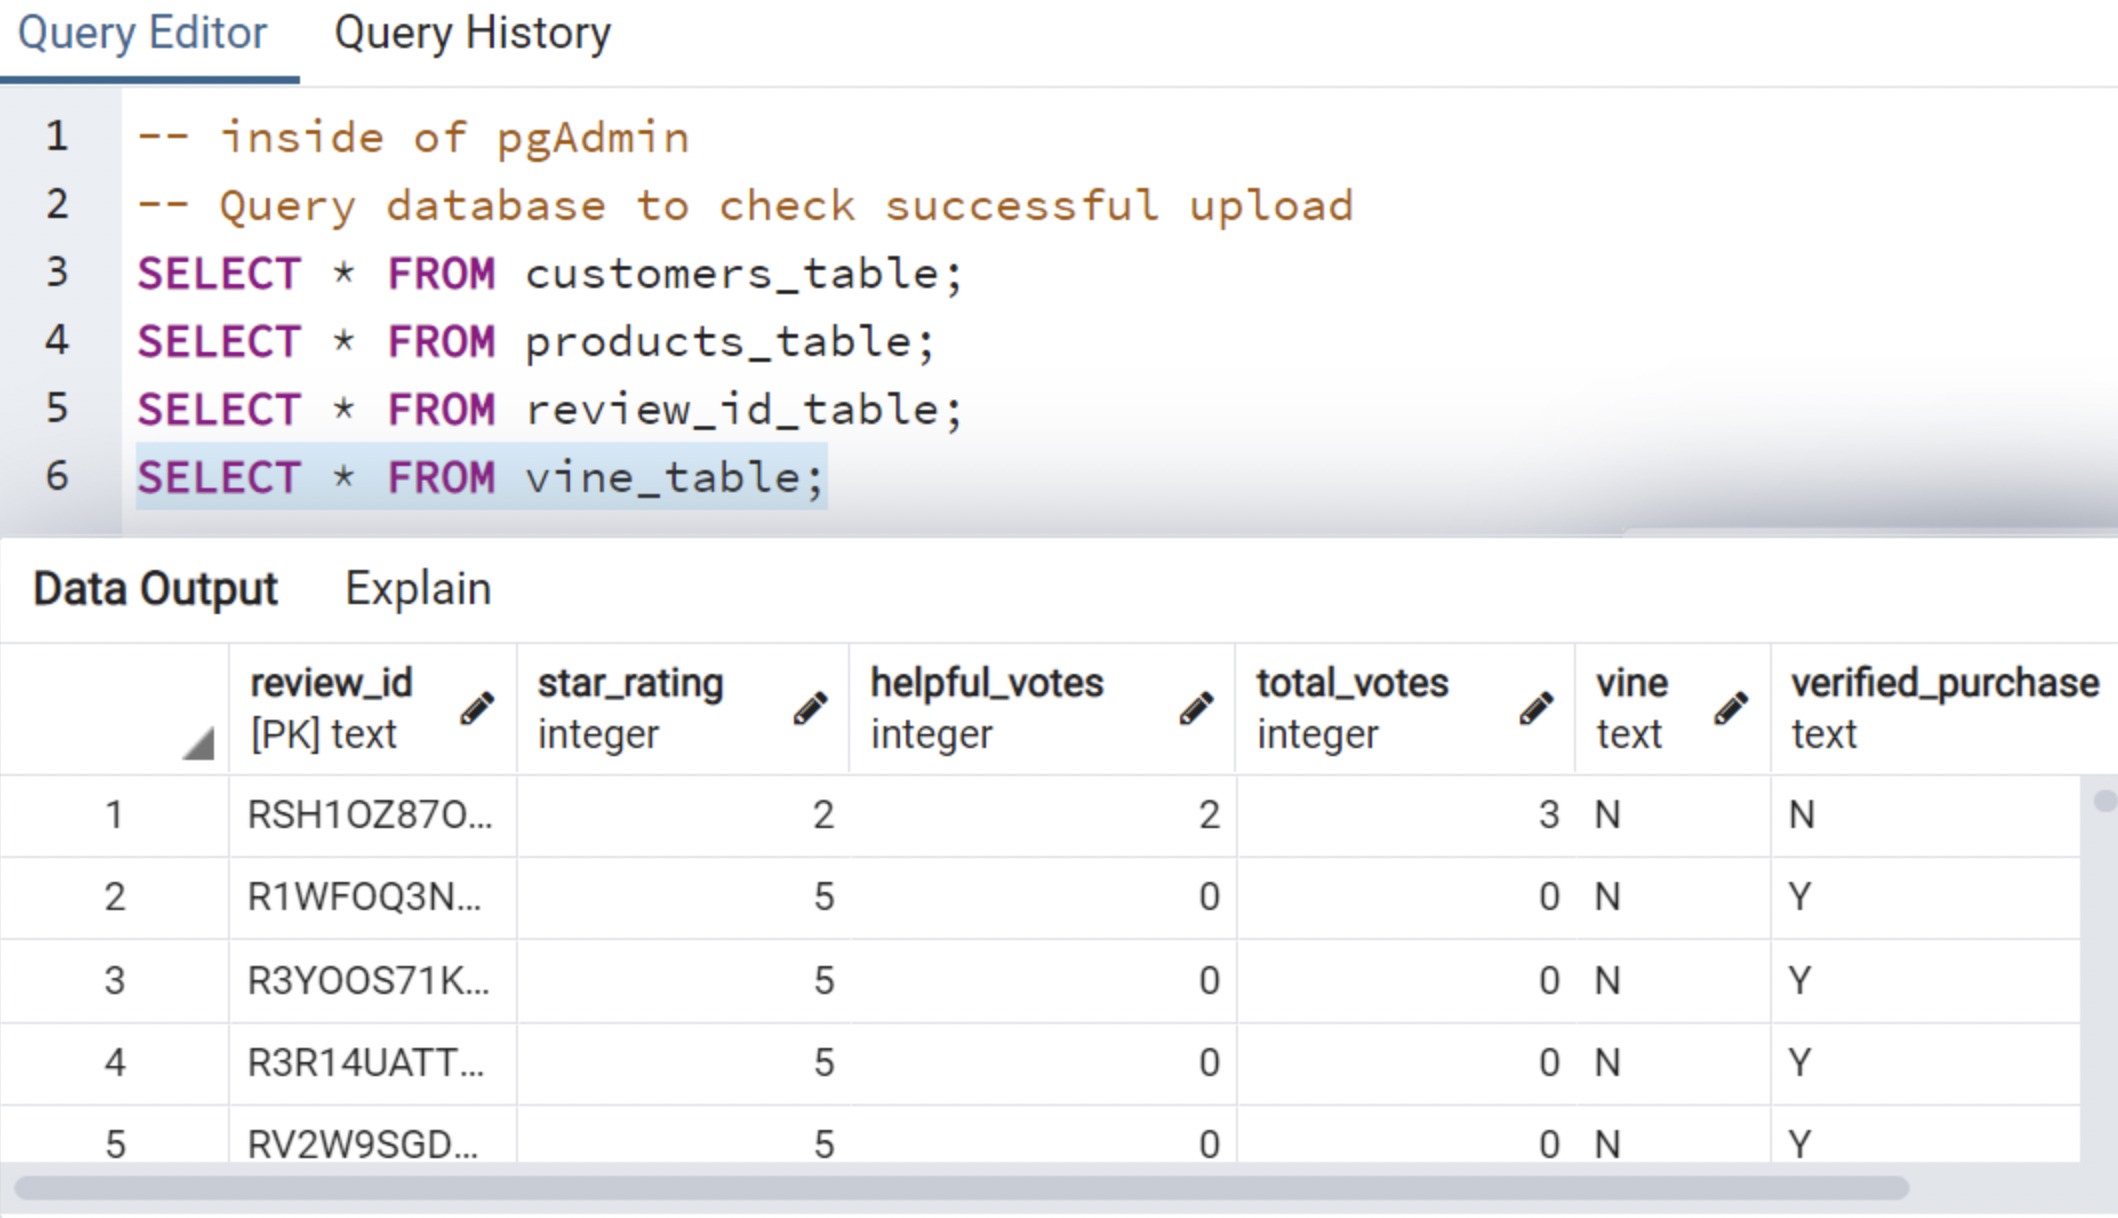 Query Editor Query History
1 -- inside of pgAdmin
2 -- Query database to check successful upload
3 SELECT * FROM customers_table;
4 SELECT * FROM products_table;
5 SELECT * FROM review_id_table;
6 SELECT * FROM vine_table;
Data Output Explain
review_id star_rating helpful_votes total_votes vine verified_purchase
[PK] text integer integer integer text text
1 RSH1OZ87O... 2 2 3 N N
2 R1WFOQ3N... 5 0 0 N Y
3 R3YOOS71K... 5 0 0 N Y
4 R3R14UATT... 5 0 0 N Y
5 RV2W9SGD... 5 0 0 N Y